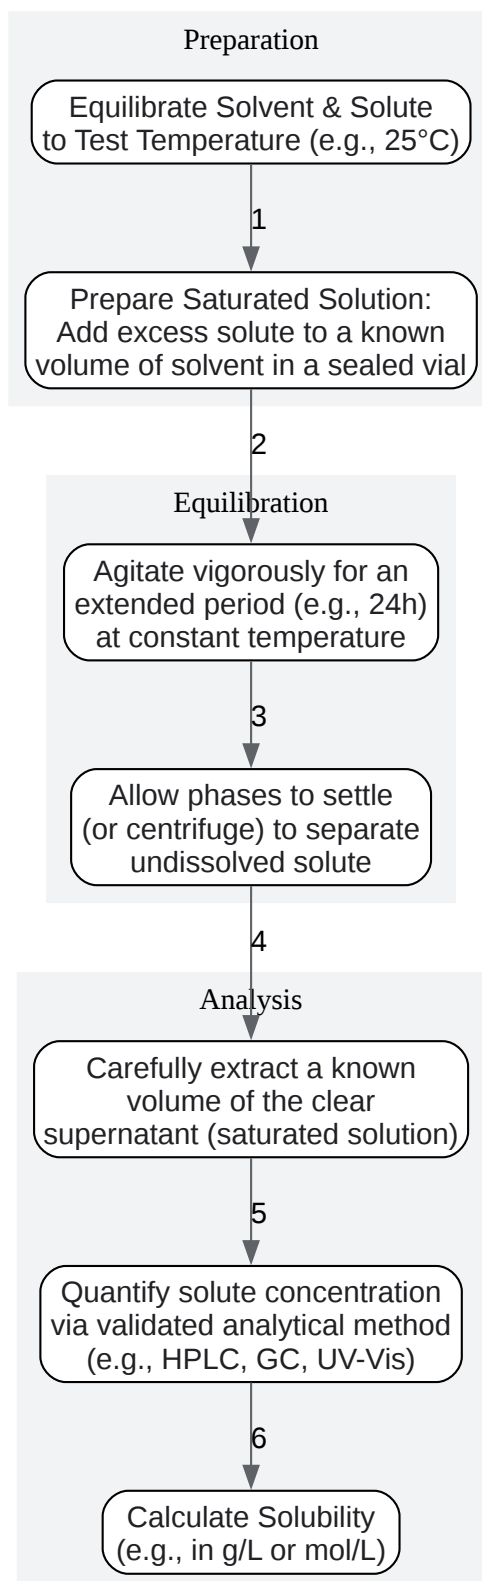 Preparation
Equilibrate Solvent & Solute
to Test Temperature (e.g., 25°C)
1
Prepare Saturated Solution:
Add excess solute to a known
volume of solvent in a sealed vial
2
Equilibration
Agitate vigorously for an
extended period (e.g., 24h)
at constant temperature
3
Allow phases to settle
(or centrifuge) to separate
undissolved solute
4
Analysis
Carefully extract a known
volume of the clear
supernatant (saturated solution)
5
Quantify solute concentration
via validated analytical method
(e.g., HPLC, GC, UV-Vis)
6
Calculate Solubility
(e.g., in g/L or mol/L)